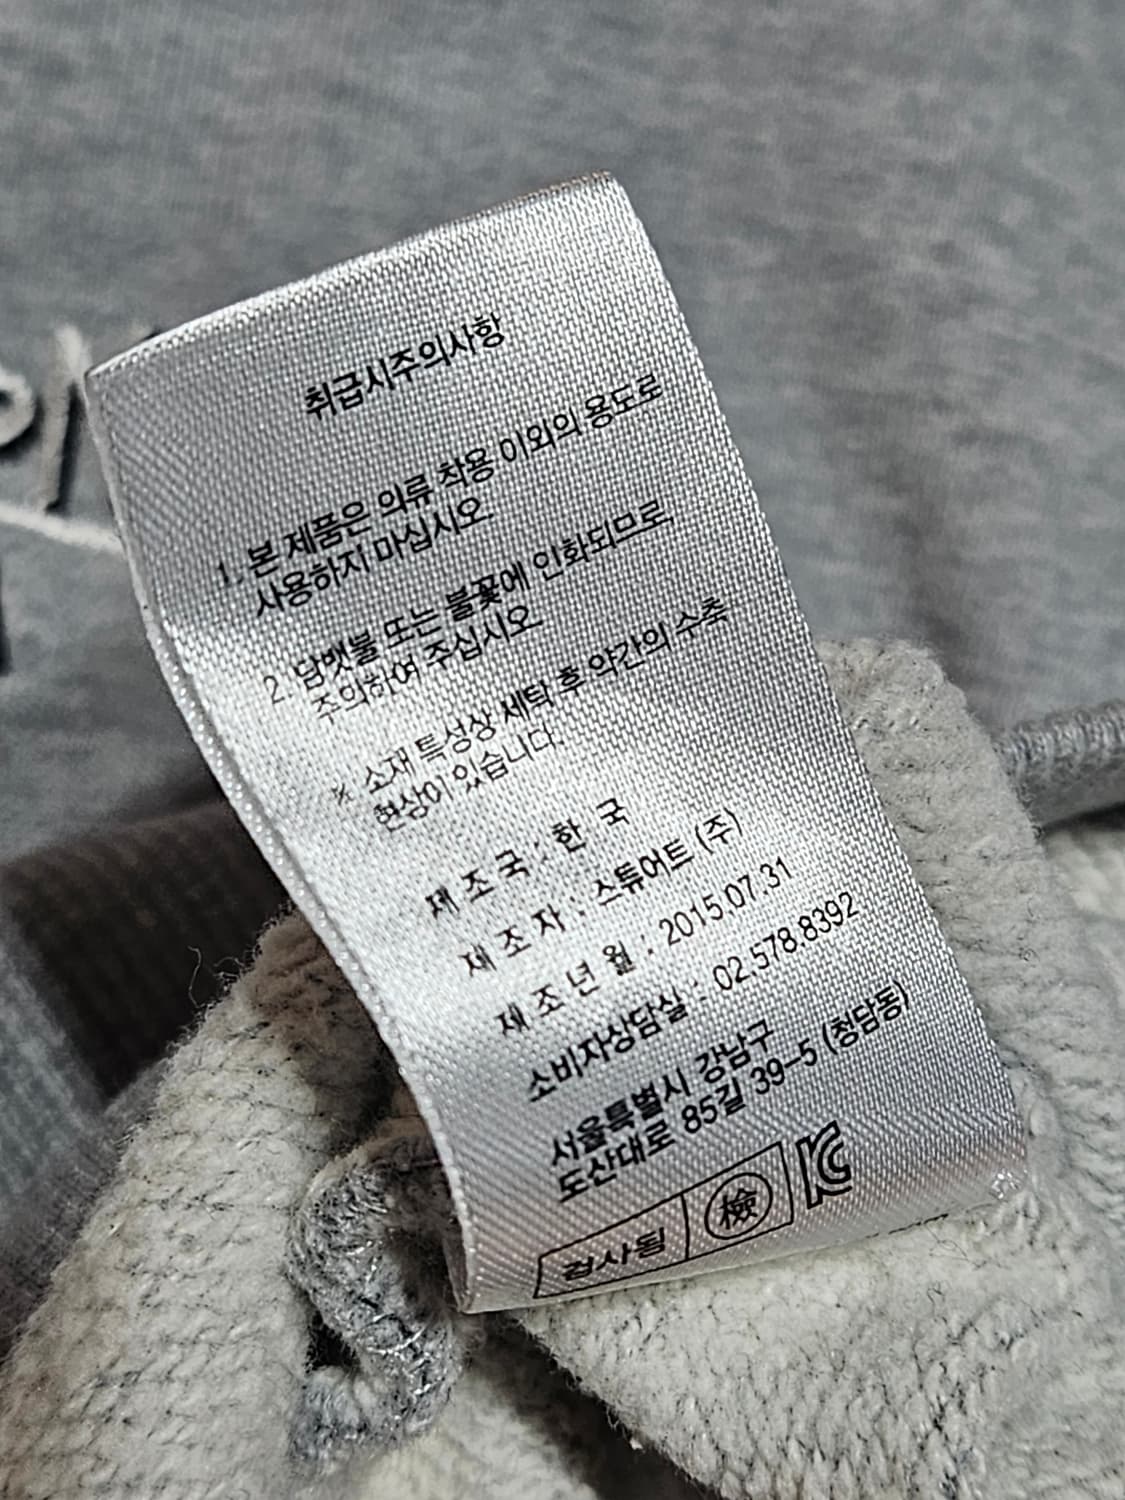 취급시주의사항
1. 본 제품은 의류 착용 이외의 용도로
사용하지 마십시오.
2. 담뱃불 또는 불꽃에 인화되므로,
주의하여 주십시오.
※ 소재 특성상 세탁 후 약간의 수축
현상이 있습니다.
제 조 국 : 한 국
제 조 자 : 스튜어트 (주)
제 조 년 월 : 2015.07.31
소비자상담실 : 02.578.8392
서울특별시 강남구
도산대로 85길 39-5 (청담동)
검사필 檢